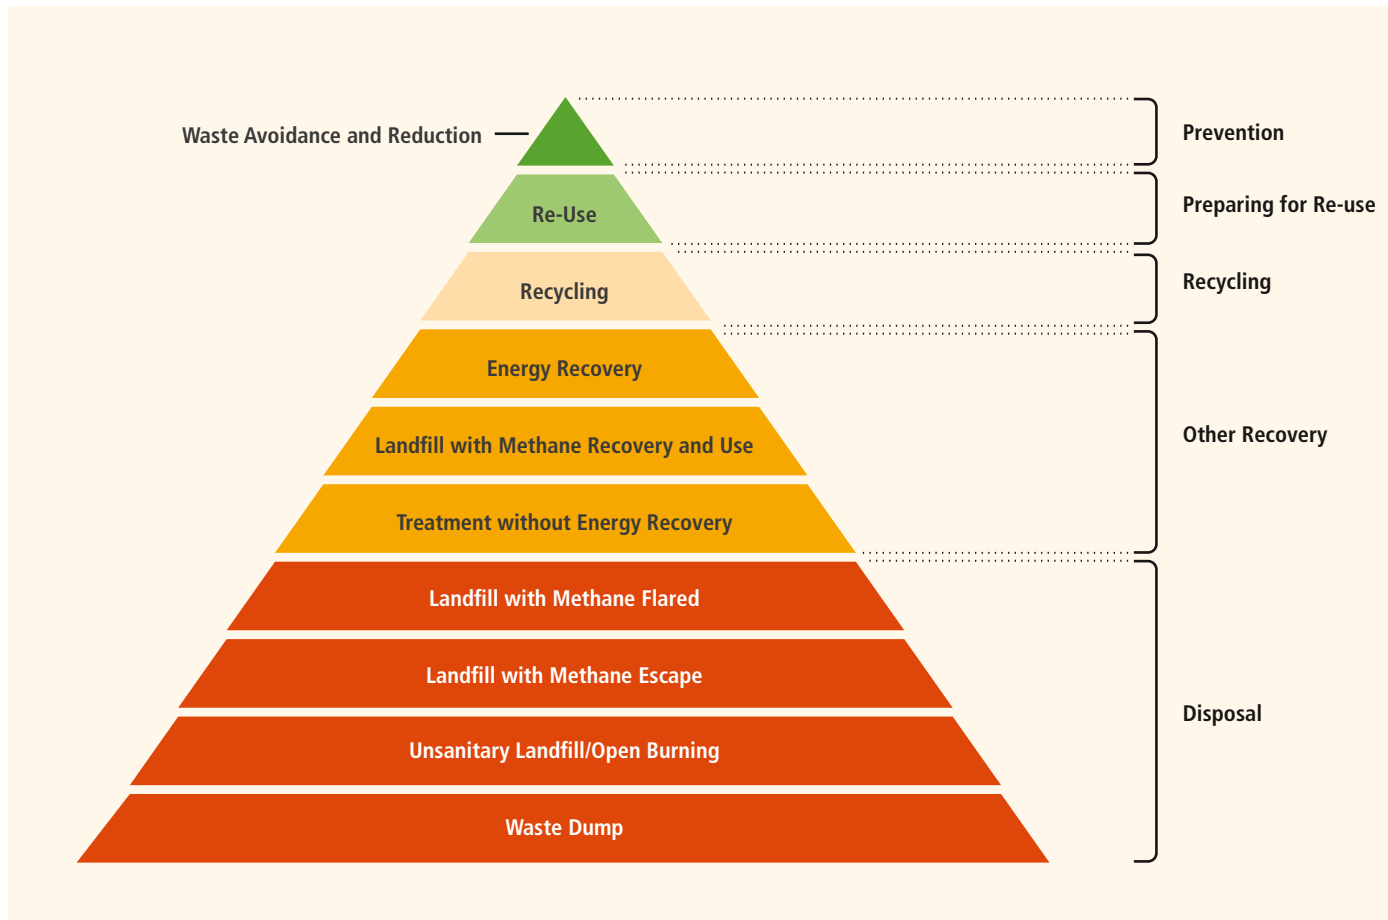 Waste Avoidance and Reduction
Prevention
Re-Use
Preparing for Re-use
Recycling
Recycling
Energy Recovery
Landfill with Methane Recovery and Use
Other Recovery
Treatment without Energy Recovery
Landfill with Methane Flared
Landfill with Methane Escape
Disposal
Unsanitary Landfill/Open Burning
Waste Dump